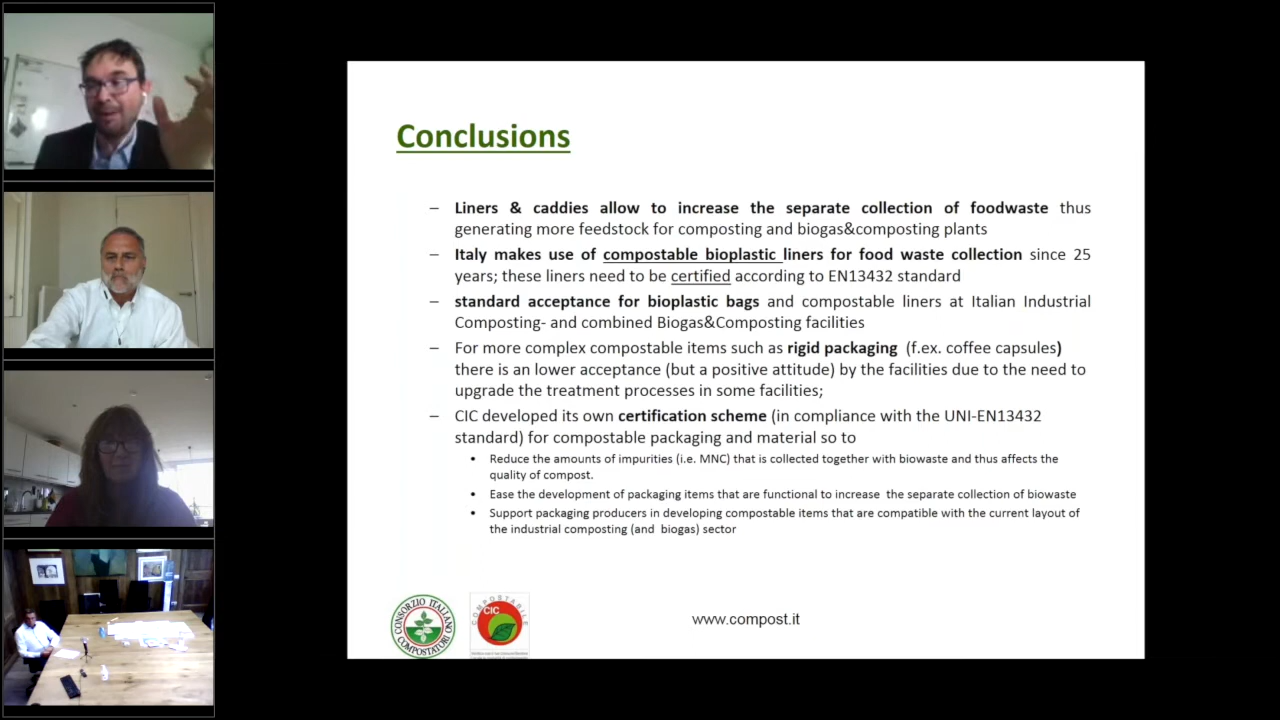 Conclusions
– Liners & caddies allow to increase the separate collection of foodwaste thus
generating more feedstock for composting and biogas&composting plants
– Italy makes use of compostable bioplastic liners for food waste collection since 25
years; these liners need to be certified according to EN13432 standard
– standard acceptance for bioplastic bags and compostable liners at Italian Industrial
Composting- and combined Biogas&Composting facilities
– For more complex compostable items such as rigid packaging (f.ex. coffee capsules)
there is an lower acceptance (but a positive attitude) by the facilities due to the need to
upgrade the treatment processes in some facilities;
– CIC developed its own certification scheme (in compliance with the UNI-EN13432
standard) for compostable packaging and material so to
• Reduce the amounts of impurities (i.e. MNC) that is collected together with biowaste and thus affects the
quality of compost.
• Ease the development of packaging items that are functional to increase the separate collection of biowaste
• Support packaging producers in developing compostable items that are compatible with the current layout of
the industrial composting (and biogas) sector
CONSORZIO ITALIANO
COMPOSTATORI
COMPOSTABILE
CIC
www.compost.it